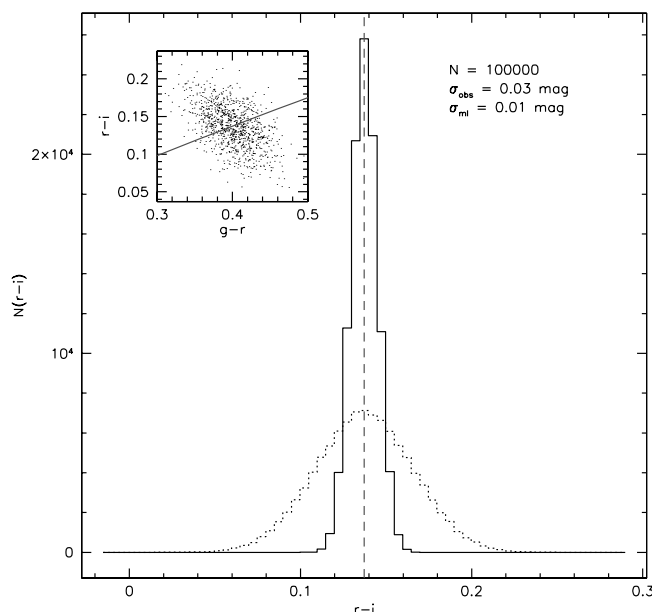 N = 100000
σobs = 0.03 mag
σml = 0.01 mag
0.2
0.15
0.1
0.05
r-i
0.3
0.4
0.5
g-r
2×10⁴
10⁴
0
N(r-i)
0
0.1
0.2
0.3
r-i